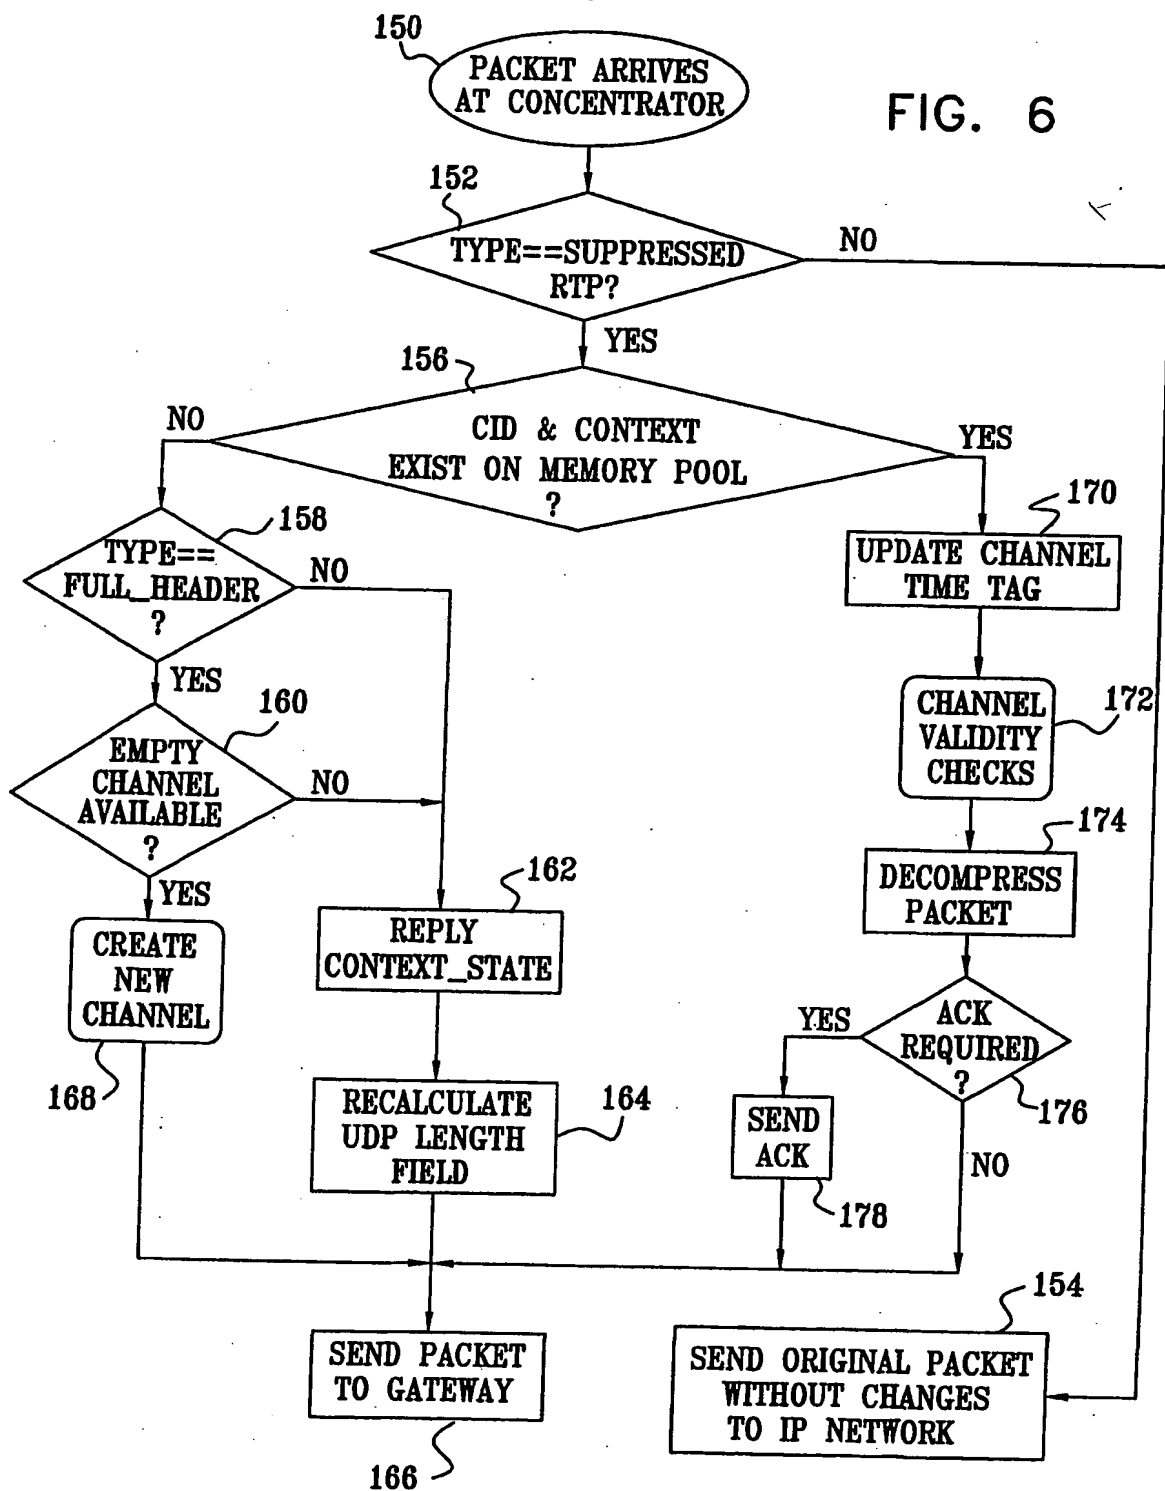 150
PACKET ARRIVES
AT CONCENTRATOR
FIG. 6
152
TYPE==SUPPRESSED
RTP?
NO
YES
156
CID & CONTEXT
EXIST ON MEMORY POOL
?
NO
YES
158
TYPE==
FULL_HEADER
?
NO
YES
160
EMPTY
CHANNEL
AVAILABLE
?
NO
YES
CREATE
NEW
CHANNEL
168
162
REPLY
CONTEXT_STATE
RECALCULATE
UDP LENGTH
FIELD
164
170
UPDATE CHANNEL
TIME TAG
CHANNEL
VALIDITY
CHECKS
172
174
DECOMPRESS
PACKET
ACK
REQUIRED
?
176
YES
NO
SEND
ACK
178
SEND PACKET
TO GATEWAY
166
154
SEND ORIGINAL PACKET
WITHOUT CHANGES
TO IP NETWORK